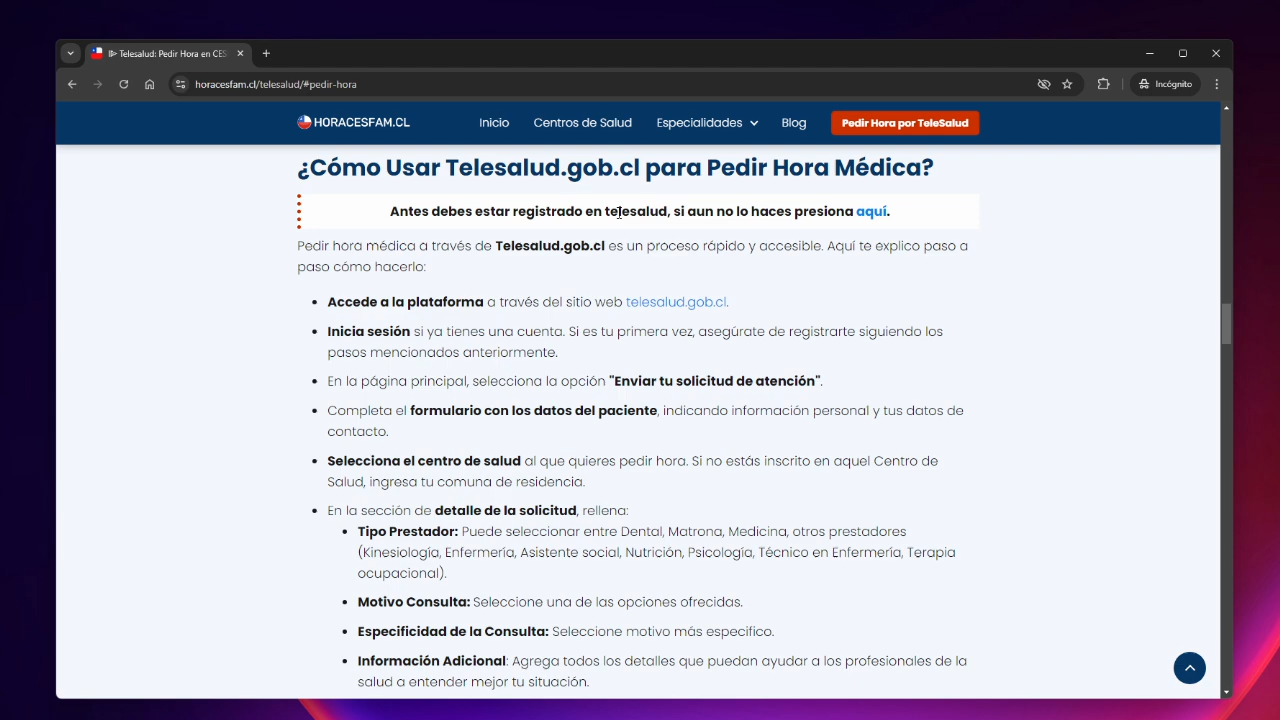 Telesalud: Pedir Hora en CES
horacesfam.cl/telesalud/#pedir-hora
Incógnito
HORACESFAM.CL
Inicio
Centros de Salud
Especialidades
Blog
Pedir Hora por TeleSalud
¿Cómo Usar Telesalud.gob.cl para Pedir Hora Médica?
Antes debes estar registrado en telesalud, si aun no lo haces presiona aquí.
Pedir hora médica a través de Telesalud.gob.cl es un proceso rápido y accesible. Aquí te explico paso a
paso cómo hacerlo:
• Accede a la plataforma a través del sitio web telesalud.gob.cl.
• Inicia sesión si ya tienes una cuenta. Si es tu primera vez, asegúrate de registrarte siguiendo los
pasos mencionados anteriormente.
• En la página principal, selecciona la opción "Enviar tu solicitud de atención".
• Completa el formulario con los datos del paciente, indicando información personal y tus datos de
contacto.
• Selecciona el centro de salud al que quieres pedir hora. Si no estás inscrito en aquel Centro de
Salud, ingresa tu comuna de residencia.
• En la sección de detalle de la solicitud, rellena:
• Tipo Prestador: Puede seleccionar entre Dental, Matrona, Medicina, otros prestadores
(Kinesiología, Enfermería, Asistente social, Nutrición, Psicología, Técnico en Enfermería, Terapia
ocupacional).
• Motivo Consulta: Seleccione una de las opciones ofrecidas.
• Especificidad de la Consulta: Seleccione motivo más especifico.
• Información Adicional: Agrega todos los detalles que puedan ayudar a los profesionales de la
salud a entender mejor tu situación.